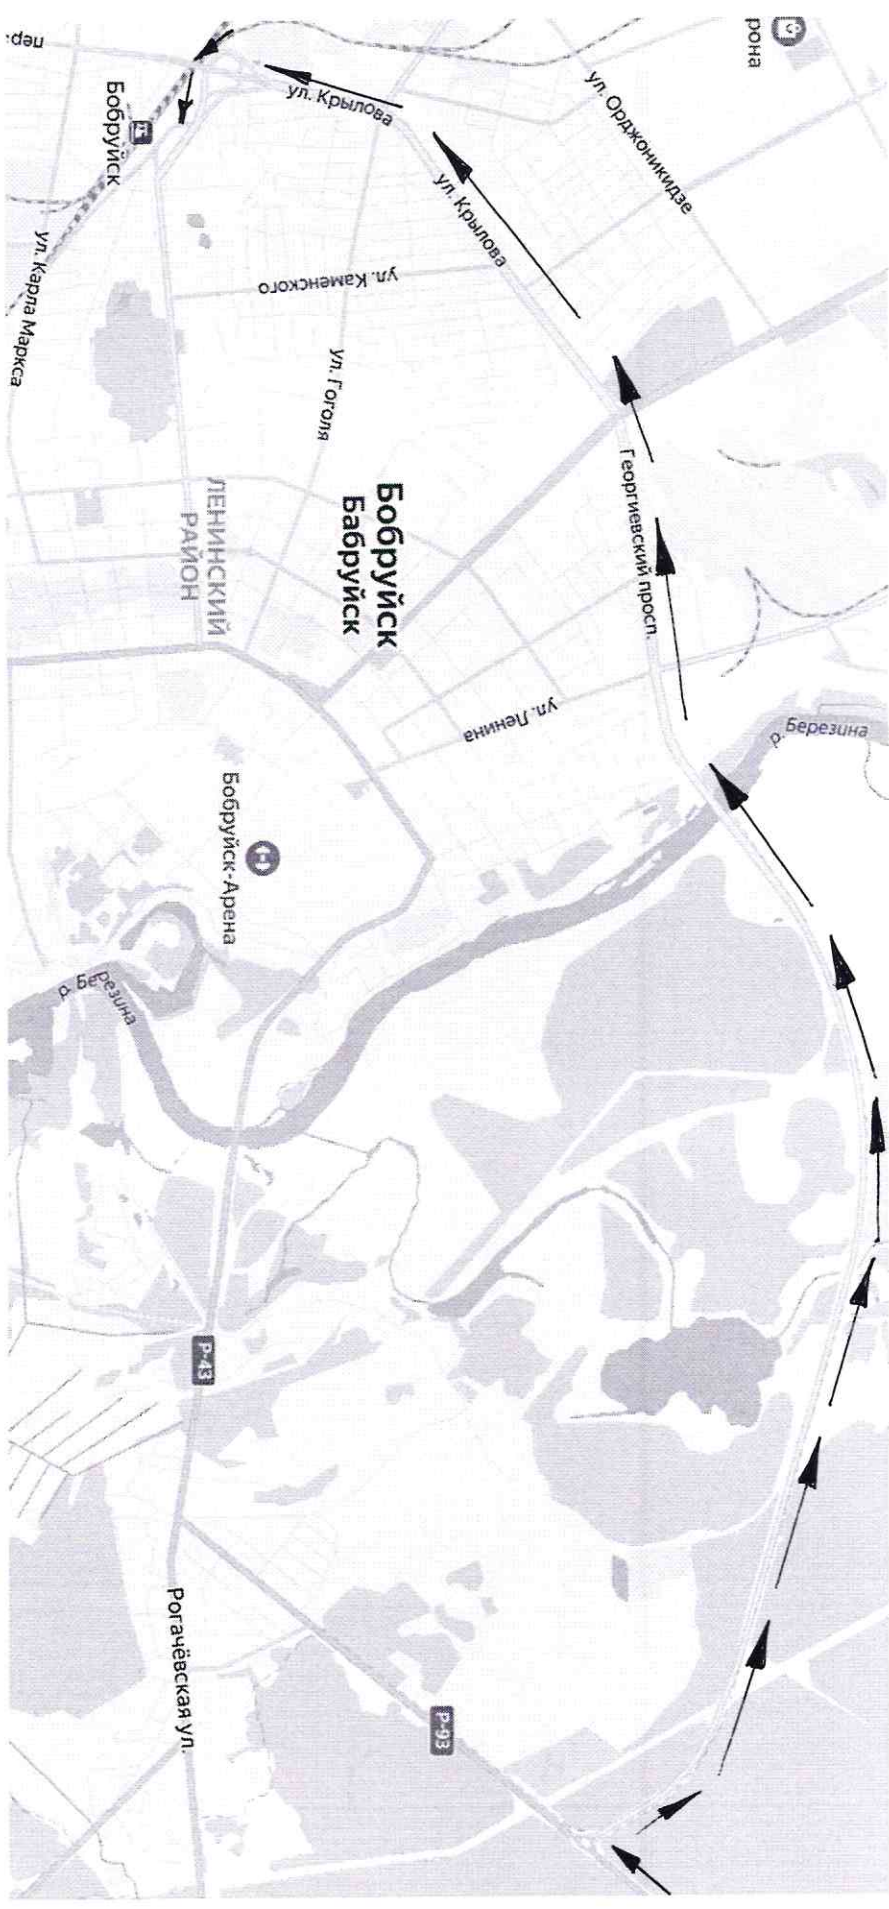 рона
ул. Орджоникидзе
пер.
ул. Крылова
Бобруйск
ул. Крылова
ул. Карла Маркса
ул. Каменского
ул. Гоголя
Георгиевский просп.
Бобруйск
Бабруйск
ЛЕНИНСКИЙ
РАЙОН
ул. Ленина
р. Березина
Бобруйск-Арена
р. Березина
Р-43
Рогачёвская ул.
Р-93